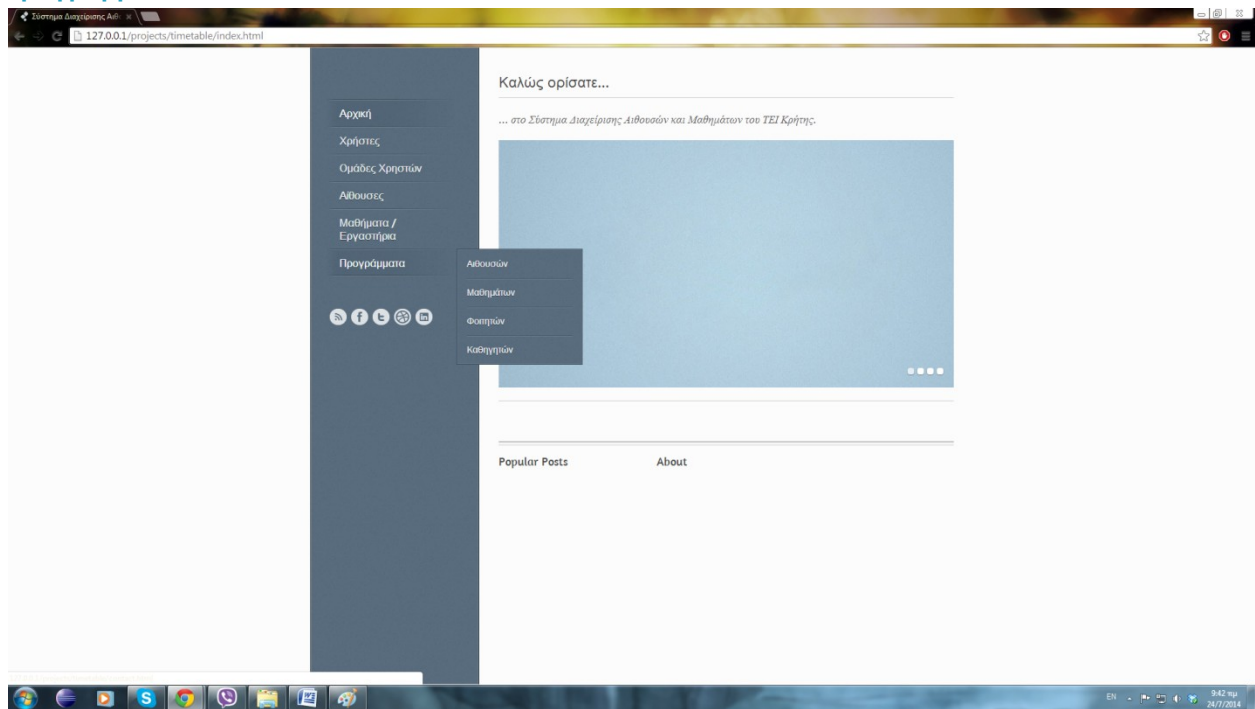 Σύστημα Διαχείρισης Αιθ
127.0.0.1/projects/timetable/index.html
Καλώς ορίσατε...
... στο Σύστημα Διαχείρισης Αιθουσών και Μαθημάτων του ΤΕΙ Κρήτης.
Αρχική
Χρήστες
Ομάδες Χρηστών
Αίθουσες
Μαθήματα /
Εργαστήρια
Προγράμματα
Αιθουσών
Μαθημάτων
Φοιτητών
Καθηγητών
Popular Posts
About
EN
9:42 πμ
24/7/2014